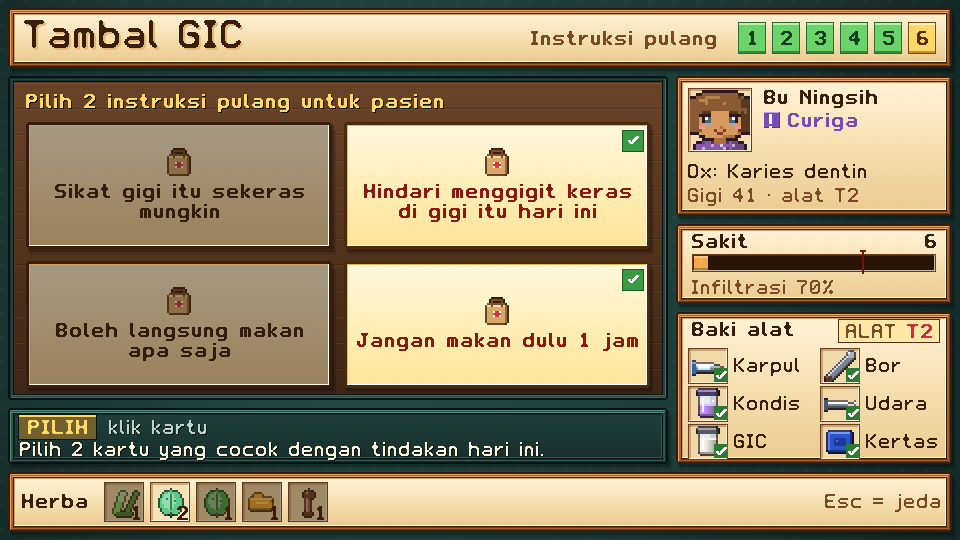 Tambal GIC
Instruksi pulang
1 2 3 4 5 6
Pilih 2 instruksi pulang untuk pasien
Sikat gigi itu sekeras
mungkin
Hindari menggigit keras
di gigi itu hari ini
Boleh langsung makan
apa saja
Jangan makan dulu 1 jam
PILIH klik kartu
Pilih 2 kartu yang cocok dengan tindakan hari ini.
Bu Ningsih
Curiga
Dx: Karies dentin
Gigi 41 · alat T2
Sakit 6
Infiltrasi 70%
Baki alat ALAT T2
Karpul Bor
Kondis Udara
GIC Kertas
Herba 1 2 1 1 1
Esc = jeda